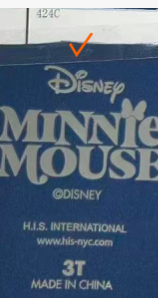 424C
Disney
MINNIE
MOUSE
©DISNEY
H.I.S. INTERNATIONAL
www.his-nyc.com
3T
MADE IN CHINA